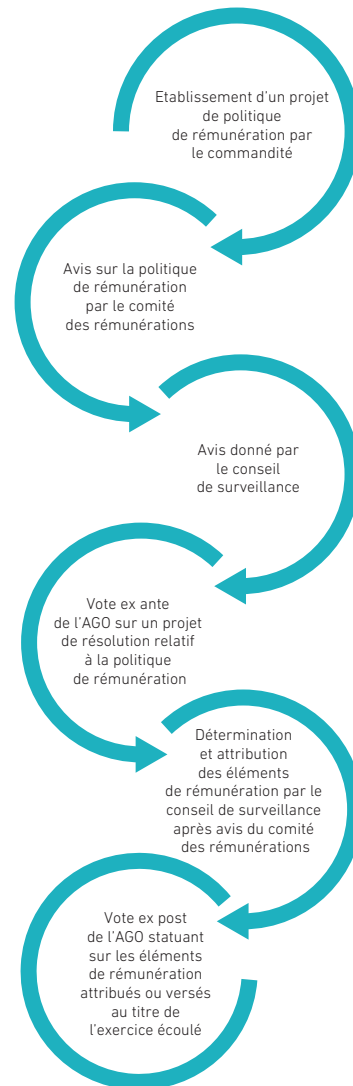 Etablissement d'un projet
de politique
de rémunération par
le commandité
Avis sur la politique
de rémunération
par le comité
des rémunérations
Avis donné par
le conseil
de surveillance
Vote ex ante
de l'AGO sur un projet
de résolution relatif
à la politique
de rémunération
Détermination
et attribution
des éléments
de rémunération par le
conseil de surveillance
après avis du comité
des rémunérations
Vote ex post
de l'AGO statuant
sur les éléments
de rémunération
attribués ou versés
au titre de
l'exercice écoulé